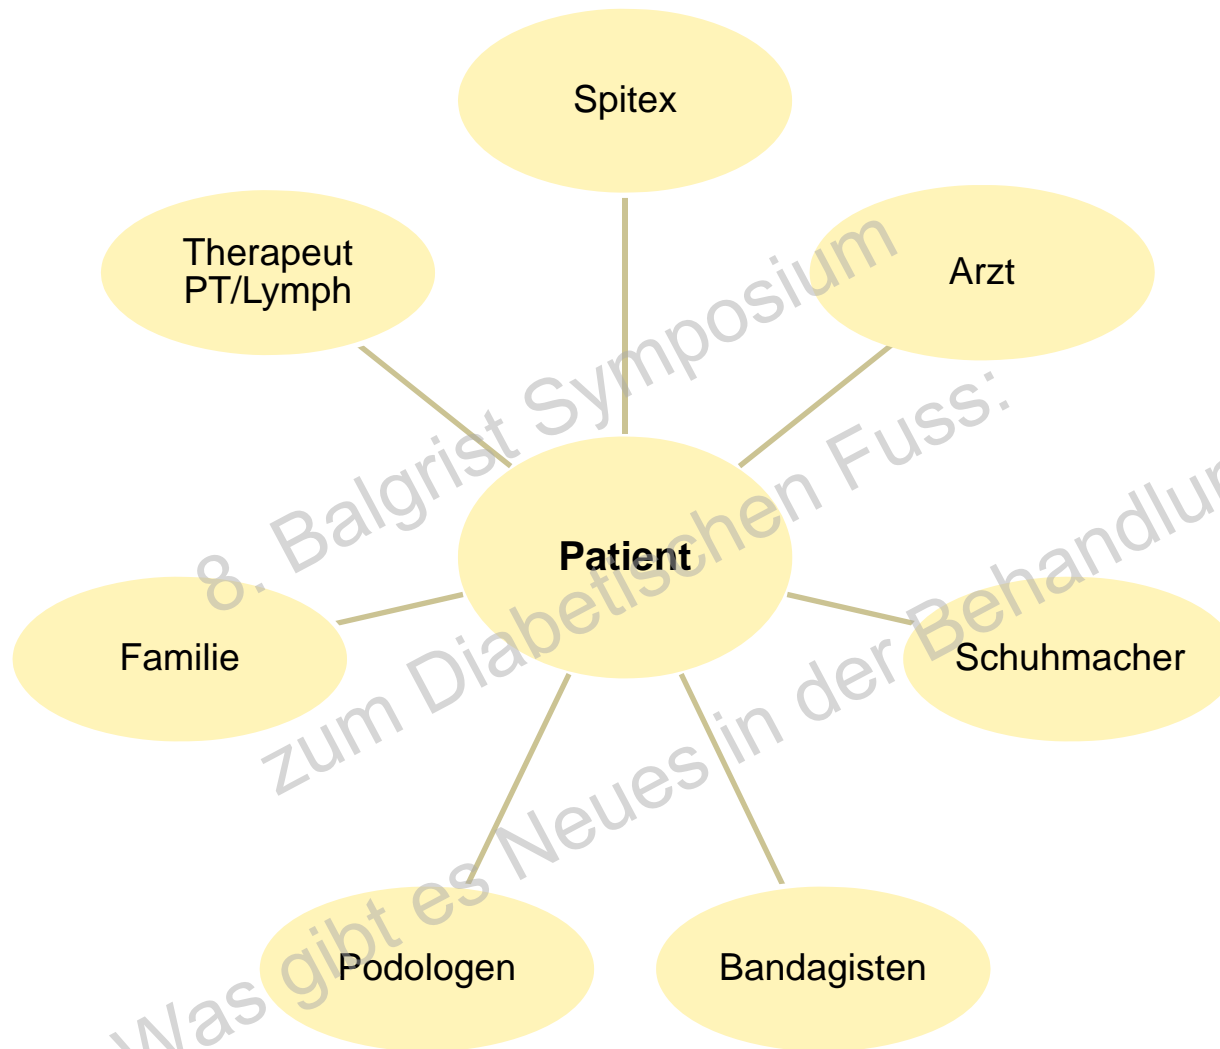 Spitex
Therapeut
PT/Lymph
Arzt
Patient
Familie
Schuhmacher
Podologen
Bandagisten
8. Balgrist Symposium
zum Diabetischen Fuss:
Was gibt es Neues in der